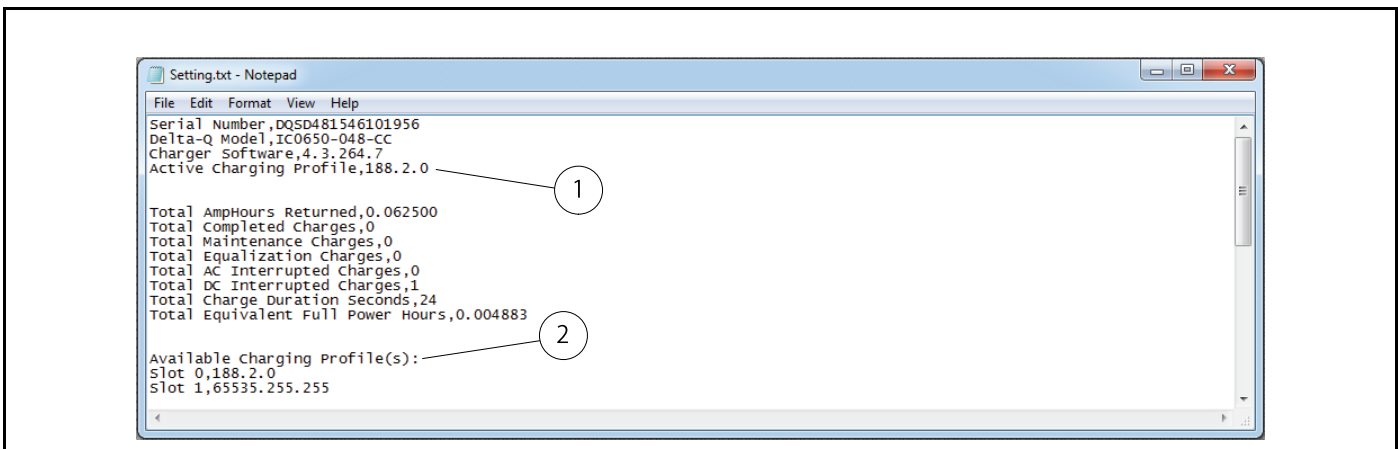 Setting.txt - Notepad
File Edit Format View Help
Serial Number,DQSD481546101956
Delta-Q Model,IC0650-048-CC
Charger Software,4.3.264.7
Active Charging Profile,188.2.0
1
Total AmpHours Returned,0.062500
Total Completed Charges,0
Total Maintenance Charges,0
Total Equalization Charges,0
Total AC Interrupted Charges,0
Total DC Interrupted Charges,1
Total Charge Duration Seconds,24
Total Equivalent Full Power Hours,0.004883
2
Available Charging Profile(s):
Slot 0,188.2.0
Slot 1,65535.255.255